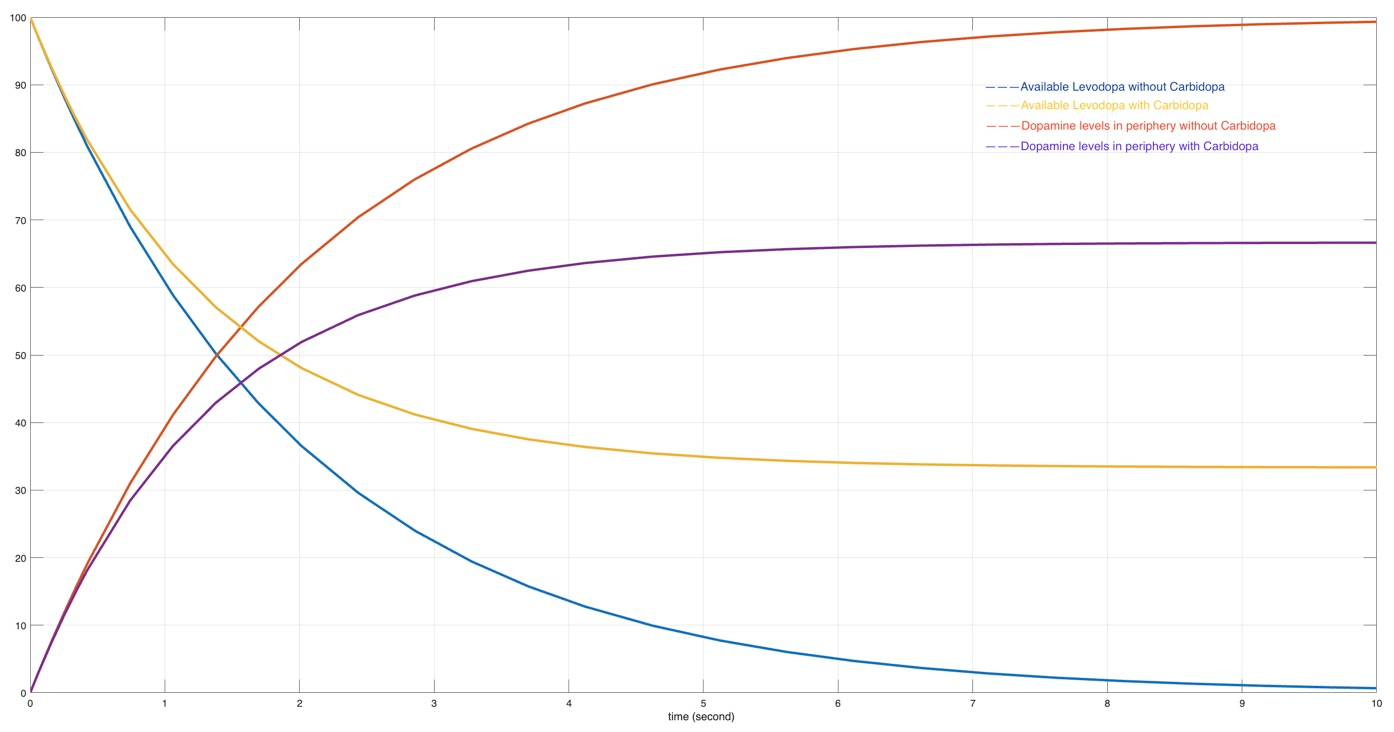 100
90
80
70
60
50
40
30
20
10
0
———Available Levodopa without Carbidopa
———Available Levodopa with Carbidopa
———Dopamine levels in periphery without Carbidopa
———Dopamine levels in periphery with Carbidopa
0 1 2 3 4 5 6 7 8 9 10
time (second)